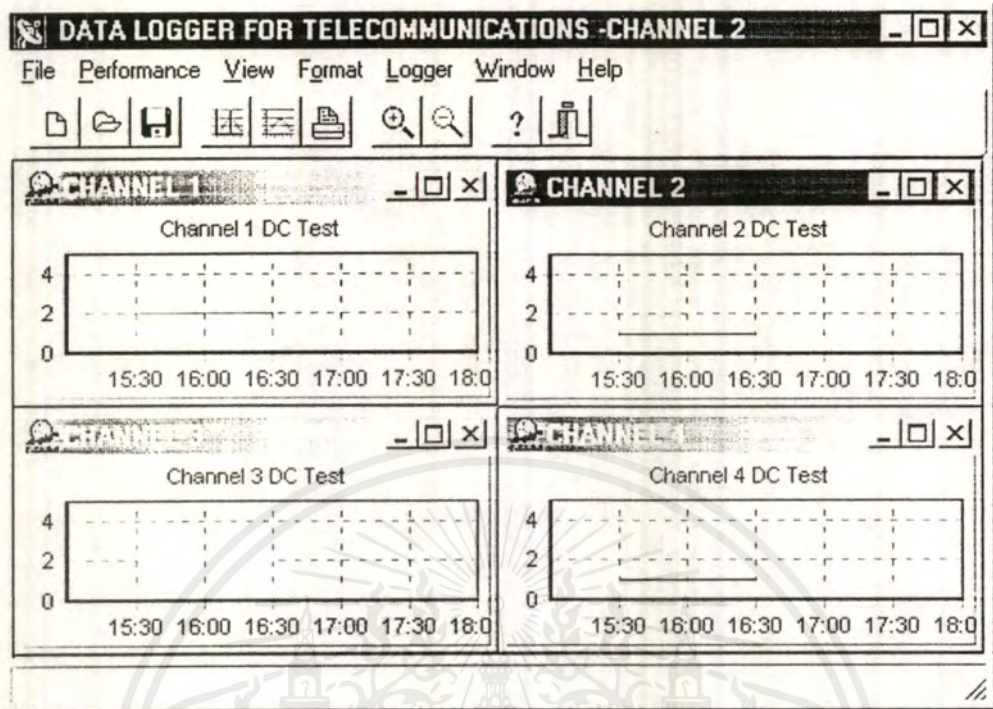 DATA LOGGER FOR TELECOMMUNICATIONS -CHANNEL 2
File Performance View Format Logger Window Help
CHANNEL 1
Channel 1 DC Test
4
2
0
15:30 16:00 16:30 17:00 17:30 18:0
CHANNEL 2
Channel 2 DC Test
4
2
0
15:30 16:00 16:30 17:00 17:30 18:0
CHANNEL 3
Channel 3 DC Test
4
2
0
15:30 16:00 16:30 17:00 17:30 18:0
CHANNEL 4
Channel 4 DC Test
4
2
0
15:30 16:00 16:30 17:00 17:30 18:0